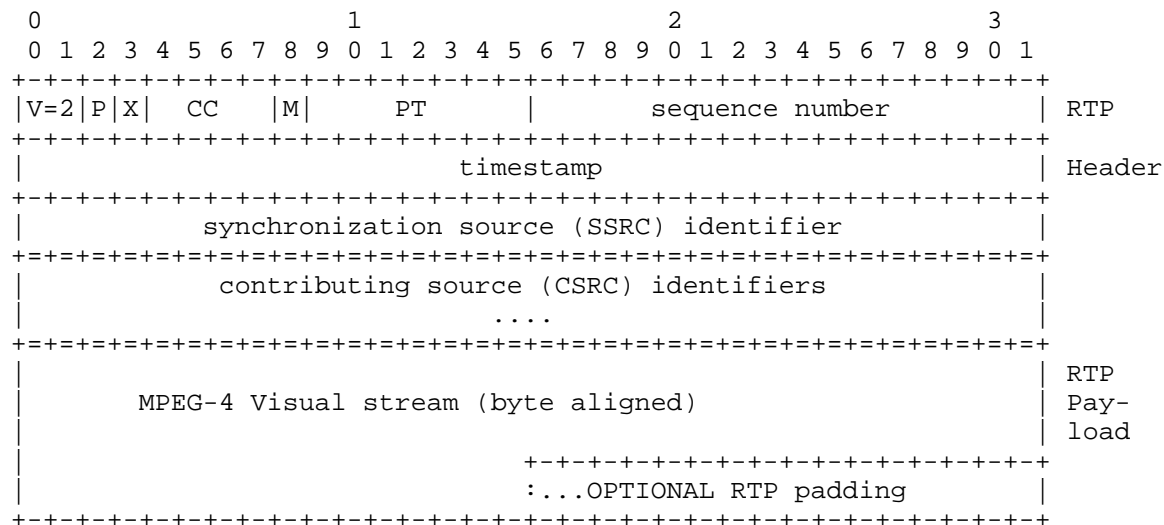 0                   1                   2                   3
 0 1 2 3 4 5 6 7 8 9 0 1 2 3 4 5 6 7 8 9 0 1 2 3 4 5 6 7 8 9 0 1
+-+-+-+-+-+-+-+-+-+-+-+-+-+-+-+-+-+-+-+-+-+-+-+-+-+-+-+-+-+-+-+-+
|V=2|P|X|  CC   |M|     PT      |       sequence number         | RTP
+-+-+-+-+-+-+-+-+-+-+-+-+-+-+-+-+-+-+-+-+-+-+-+-+-+-+-+-+-+-+-+-+
|                           timestamp                           | Header
+-+-+-+-+-+-+-+-+-+-+-+-+-+-+-+-+-+-+-+-+-+-+-+-+-+-+-+-+-+-+-+-+
|           synchronization source (SSRC) identifier            |
+=+=+=+=+=+=+=+=+=+=+=+=+=+=+=+=+=+=+=+=+=+=+=+=+=+=+=+=+=+=+=+=+
|            contributing source (CSRC) identifiers             |
|                             ....                              |
+=+=+=+=+=+=+=+=+=+=+=+=+=+=+=+=+=+=+=+=+=+=+=+=+=+=+=+=+=+=+=+=+
|                                                               | RTP
|       MPEG-4 Visual stream (byte aligned)                     | Pay-
|                                                               | load
|                               +-+-+-+-+-+-+-+-+-+-+-+-+-+-+-+-+
|                               :...OPTIONAL RTP padding        |
+-+-+-+-+-+-+-+-+-+-+-+-+-+-+-+-+-+-+-+-+-+-+-+-+-+-+-+-+-+-+-+-+